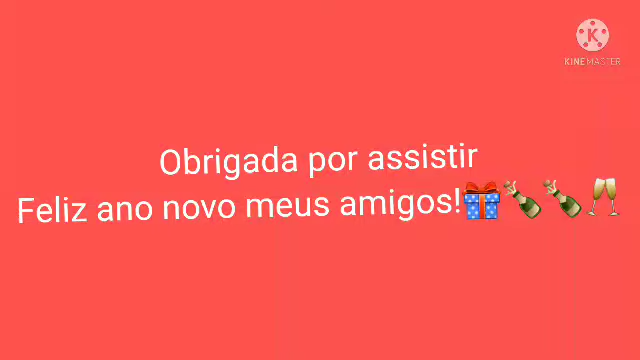 KINEMASTER
Obrigada por assistir
Feliz ano novo meus amigos!🎁🍾🍾🥂